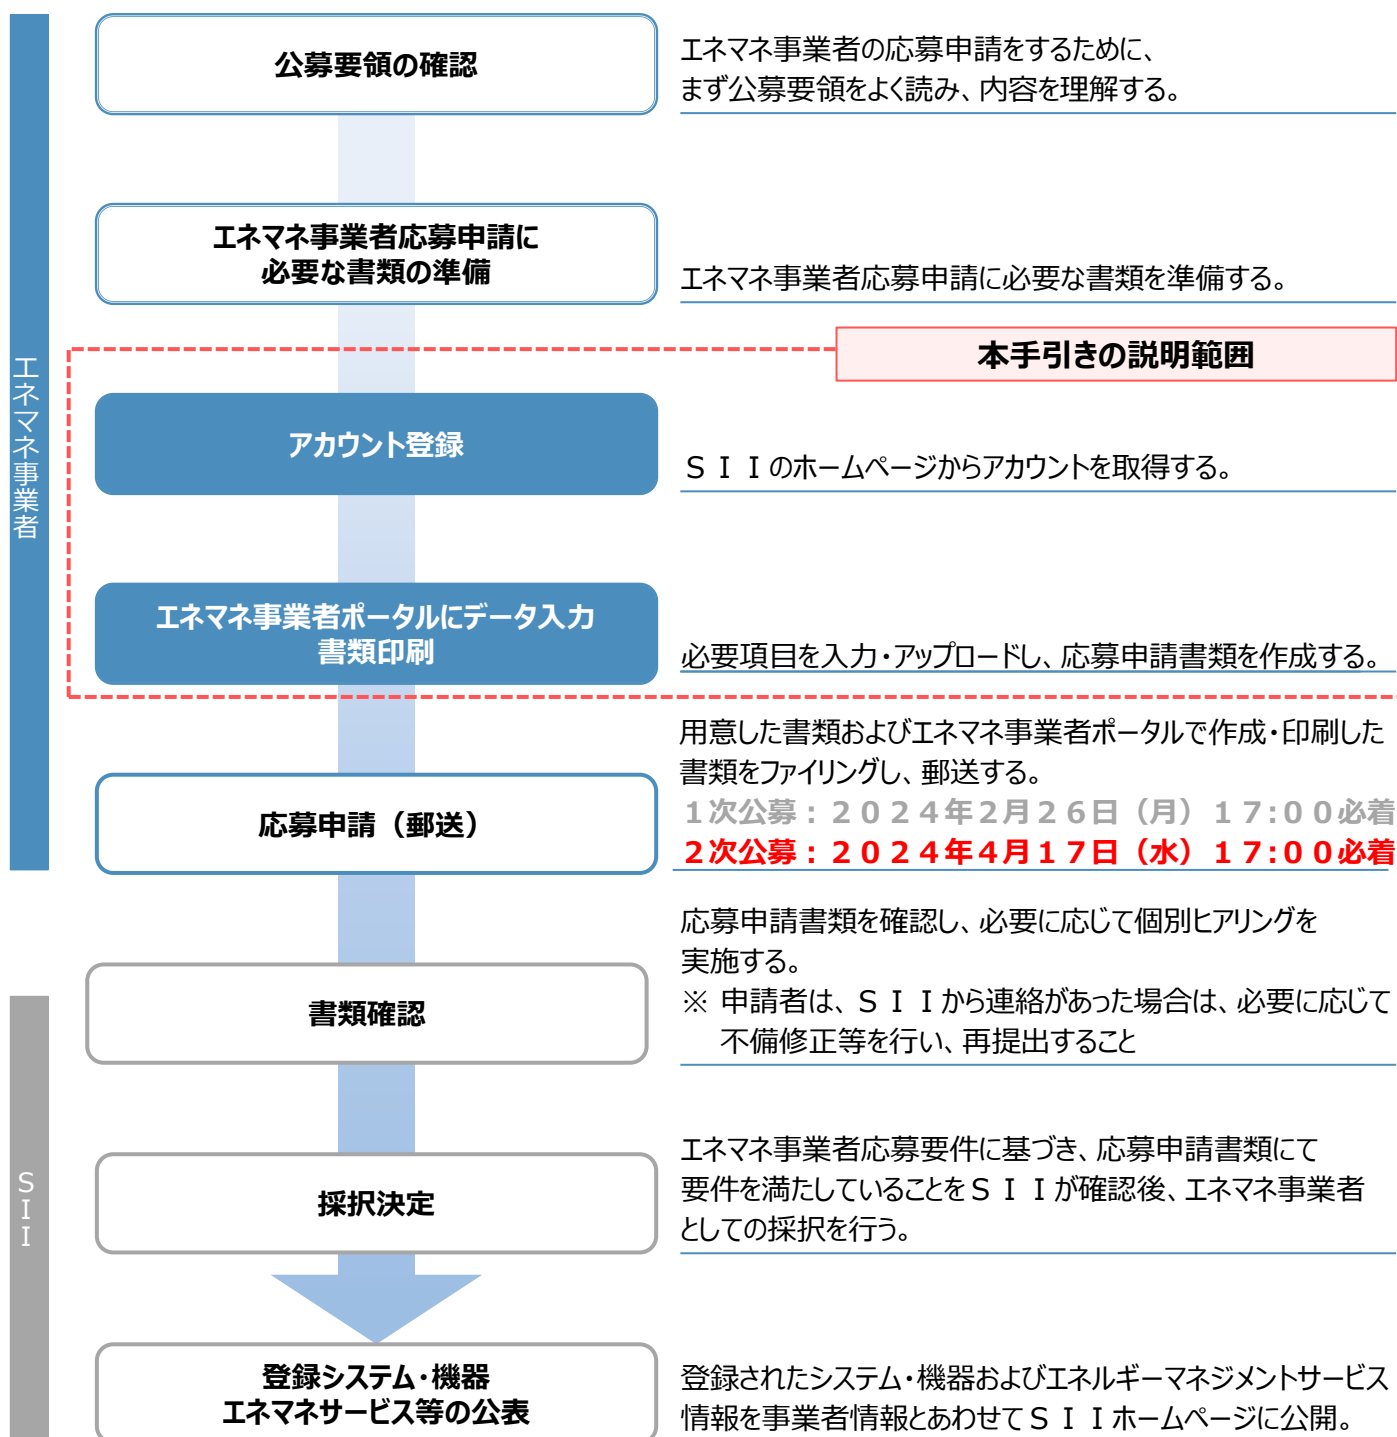 エネマネ事業者
公募要領の確認
エネマネ事業者の応募申請をするために、
まず公募要領をよく読み、内容を理解する。
エネマネ事業者応募申請に
必要な書類の準備
エネマネ事業者応募申請に必要な書類を準備する。
本手引きの説明範囲
アカウント登録
ＳＩＩのホームページからアカウントを取得する。
エネマネ事業者ポータルにデータ入力
書類印刷
必要項目を入力・アップロードし、応募申請書類を作成する。
応募申請（郵送）
用意した書類およびエネマネ事業者ポータルで作成・印刷した
書類をファイリングし、郵送する。
１次公募：２０２４年２月２６日（月）１７:００必着
２次公募：２０２４年４月１７日（水）１７:００必着
ＳＩＩ
書類確認
応募申請書類を確認し、必要に応じて個別ヒアリングを
実施する。
※ 申請者は、ＳＩＩから連絡があった場合は、必要に応じて
不備修正等を行い、再提出すること
採択決定
エネマネ事業者応募要件に基づき、応募申請書類にて
要件を満たしていることをＳＩＩが確認後、エネマネ事業者
としての採択を行う。
登録システム・機器
エネマネサービス等の公表
登録されたシステム・機器およびエネルギーマネジメントサービス
情報を事業者情報とあわせてＳＩＩホームページに公開。